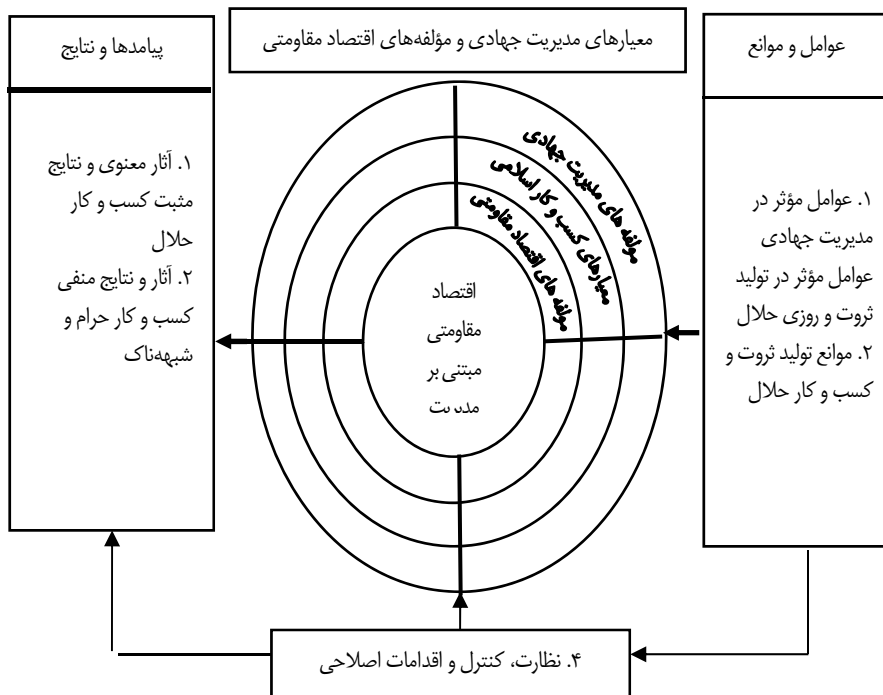 عوامل و موانع
۱. عوامل مؤثر در
مدیریت جهادی
عوامل مؤثر در تولید
ثروت و روزی حلال
۲. موانع تولید ثروت و
کسب و کار حلال
معیارهای مدیریت جهادی و مؤلفه‌های اقتصاد مقاومتی
مولفه های مدیریت جهادی
معیارهای کسب و کار اسلامی
مولفه های اقتصاد مقاومتی
اقتصاد
مقاومتی
مبتنی بر
مدیریت
پیامدها و نتایج
۱. آثار معنوی و نتایج
مثبت کسب و کار
حلال
۲. آثار و نتایج منفی
کسب و کار حرام و
شبهه‌ناک
۴. نظارت، کنترل و اقدامات اصلاحی